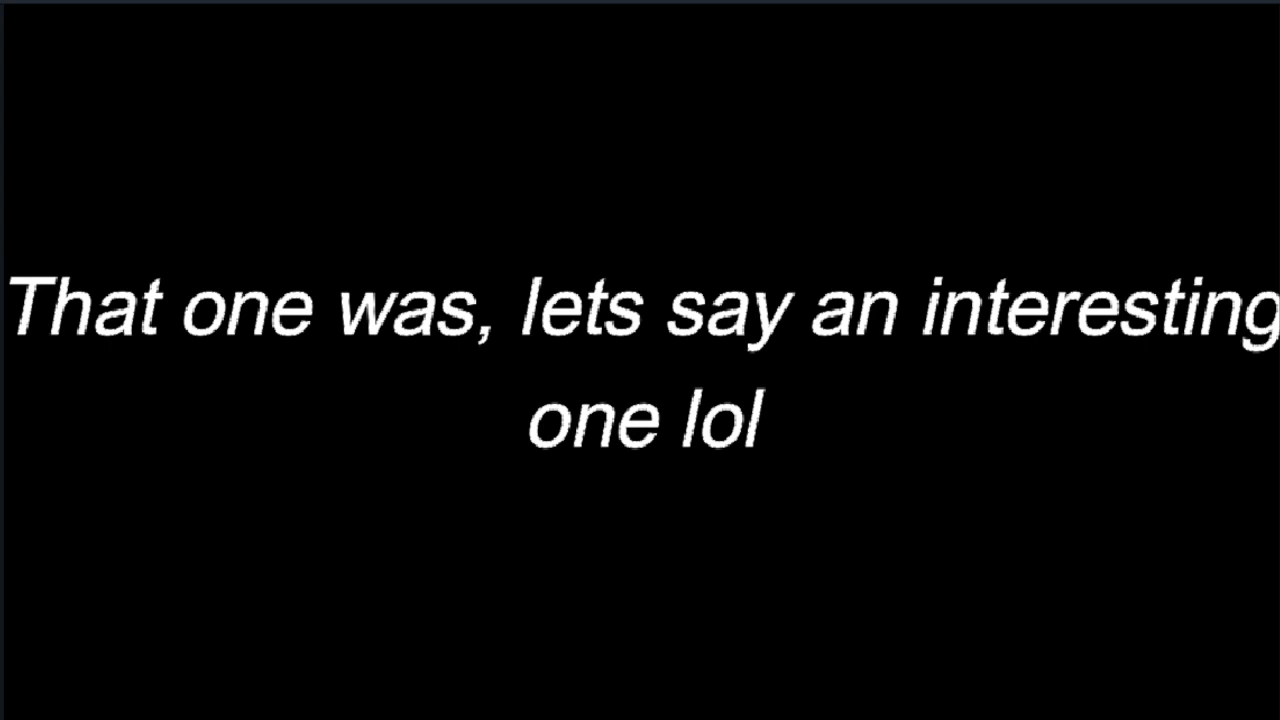 That one was, lets say an interesting
one lol